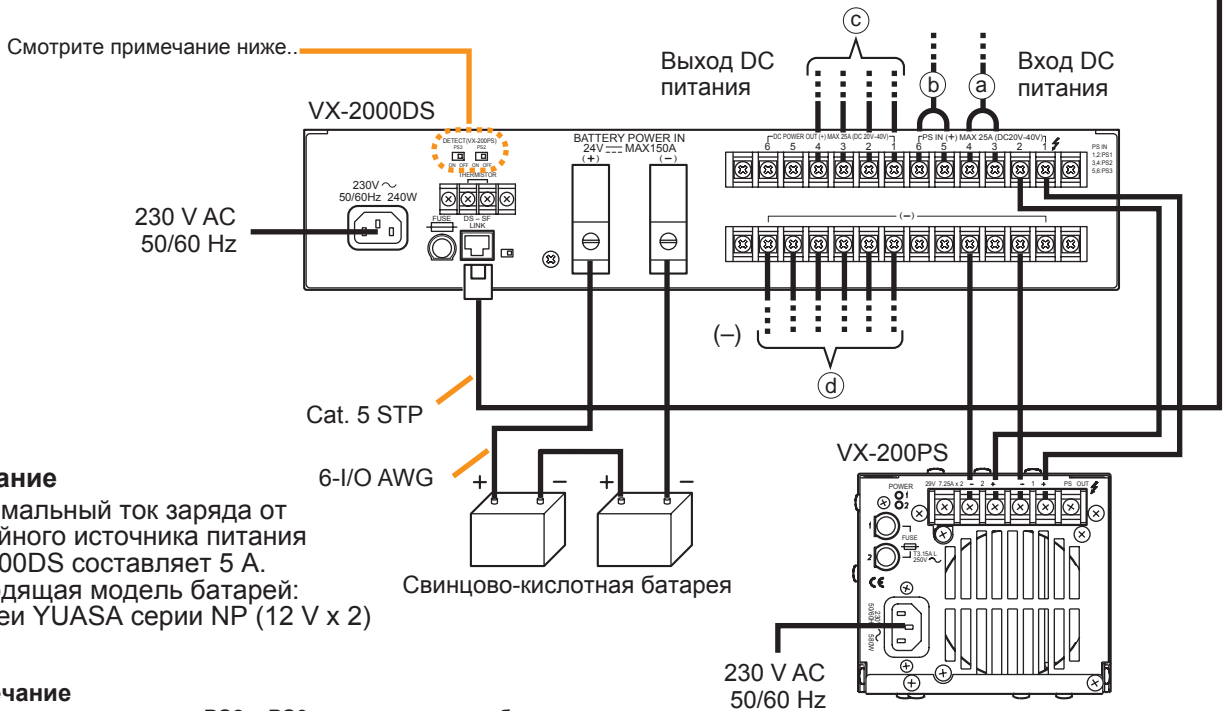 Смотрите примечание ниже..
VX-2000DS
Выход DC
питания
Вход DC
питания
c
b
a
DETECT(VX-200PS)
PS3 PS2
ON OFF ON OFF
THERMISTOR
BATTERY POWER IN
24V MAX150A
(+) (−)
DC POWER OUT (+) MAX 25A (DC 20V-40V)
6 5 4 3 2 1
PS IN (+) MAX 25A (DC20V-40V)
6 5 4 3 2 1
PS IN
1,2:PS1
3,4:PS2
5,6:PS3
230V ~
50/60Hz 240W
FUSE
DS – SF
LINK
(−)
230 V AC
50/60 Hz
(–)
d
Cat. 5 STP
6-I/O AWG
+ − + −
Свинцово-кислотная батарея
VX-200PS
POWER
1
2
29V 7.25A x 2 − 2 + − 1 + PS OUT
1
2
FUSE
T3.15A L
250V ~
CE
230V ~
50/60Hz 580W
230 V AC
50/60 Hz
ание
мальный ток заряда от
йного источника питания
00DS составляет 5 А.
дящая модель батарей:
еи YUASA серии NP (12 V x 2)
чание